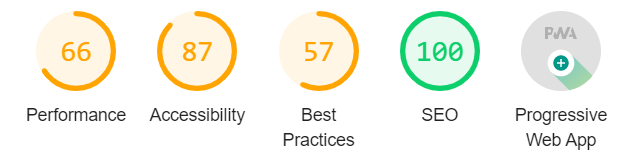 66
87
57
100
PWA
Performance
Accessibility
Best
Practices
SEO
Progressive
Web App